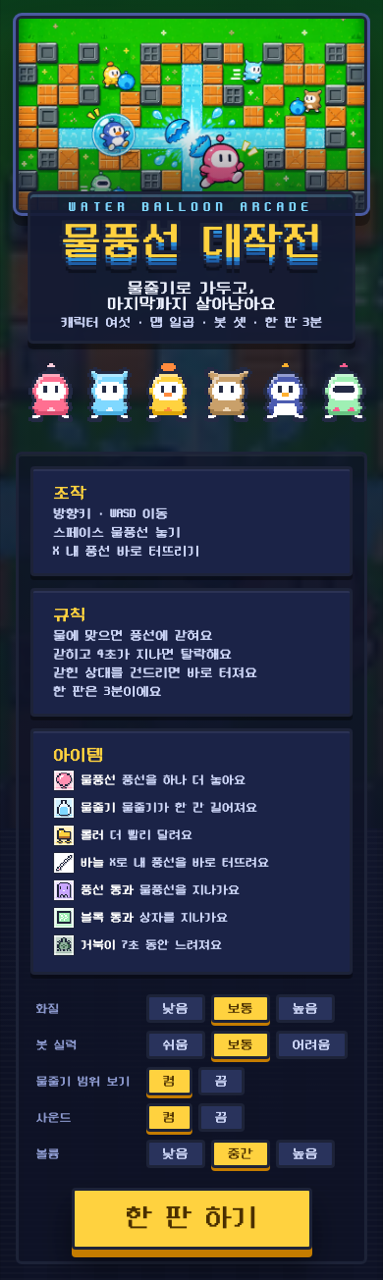 WATER BALLOON ARCADE
물풍선 대작전
물줄기로 가두고,
마지막까지 살아남아요
캐릭터 여섯 · 맵 일곱 · 봇 셋 · 한 판 3분
조작
방향키 · WASD 이동
스페이스 물풍선 놓기
X 내 풍선 바로 터뜨리기
규칙
물에 맞으면 풍선에 갇혀요
갇히고 4초가 지나면 탈락해요
갇힌 상대를 건드리면 바로 터져요
한 판은 3분이에요
아이템
물풍선 풍선을 하나 더 놓아요
물줄기 물줄기가 한 칸 길어져요
롤러 더 빨리 달려요
바늘 X로 내 풍선을 바로 터뜨려요
풍선 통과 물풍선을 지나가요
블록 통과 상자를 지나가요
거북이 7초 동안 느려져요
화질 낮음 보통 높음
봇 실력 쉬움 보통 어려움
물줄기 범위 보기 켬 끔
사운드 켬 끔
볼륨 낮음 중간 높음
한 판 하기